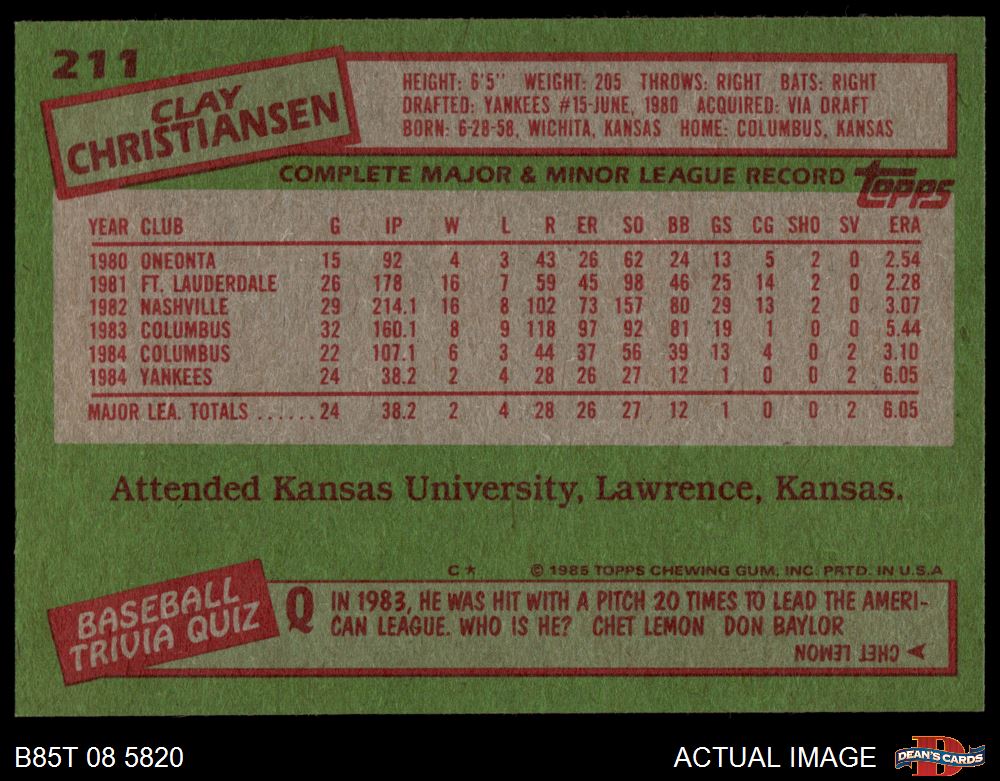 211
CLAY
CHRISTIANSEN
HEIGHT: 6'5" WEIGHT: 205 THROWS: RIGHT BATS: RIGHT
DRAFTED: YANKEES #15-JUNE, 1980 ACQUIRED: VIA DRAFT
BORN: 6-28-58, WICHITA, KANSAS HOME: COLUMBUS, KANSAS
COMPLETE MAJOR & MINOR LEAGUE RECORD topps
YEAR CLUB G IP W L R ER SO BB GS CG SHO SV ERA
1980 ONEONTA 15 92 4 3 43 26 62 24 13 5 2 0 2.54
1981 FT. LAUDERDALE 26 178 16 7 59 45 98 46 25 14 2 0 2.28
1982 NASHVILLE 29 214.1 16 8 102 73 157 80 29 13 2 0 3.07
1983 COLUMBUS 32 160.1 8 9 118 97 92 81 19 1 0 0 5.44
1984 COLUMBUS 22 107.1 6 3 44 37 56 39 13 4 0 2 3.10
1984 YANKEES 24 38.2 2 4 28 26 27 12 1 0 0 2 6.05
MAJOR LEA. TOTALS ......24 38.2 2 4 28 26 27 12 1 0 0 2 6.05
Attended Kansas University, Lawrence, Kansas.
C ★ © 1985 TOPPS CHEWING GUM, INC. PRTD. IN U.S.A
BASEBALL
TRIVIA QUIZ
Q IN 1983, HE WAS HIT WITH A PITCH 20 TIMES TO LEAD THE AMERI-
CAN LEAGUE. WHO IS HE? CHET LEMON DON BAYLOR
CHET LEMON
B85T 08 5820 ACTUAL IMAGE D DEAN'S CARDS